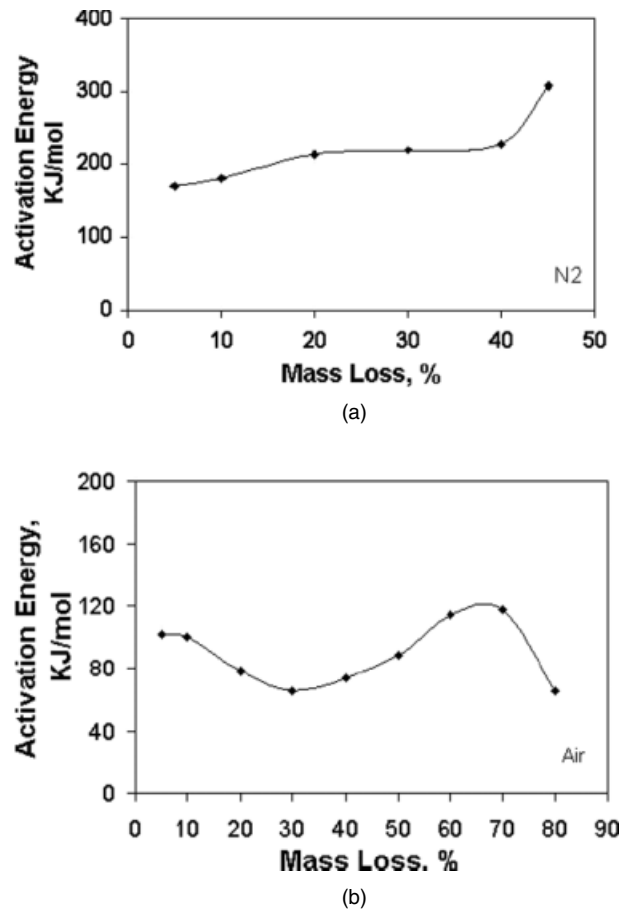 400
300
200
100
0
Activation Energy
KJ/mol
N2
0 10 20 30 40 50
Mass Loss, %
(a)
200
160
120
80
40
0
Activation Energy,
KJ/mol
Air
0 10 20 30 40 50 60 70 80 90
Mass Loss. %
(b)